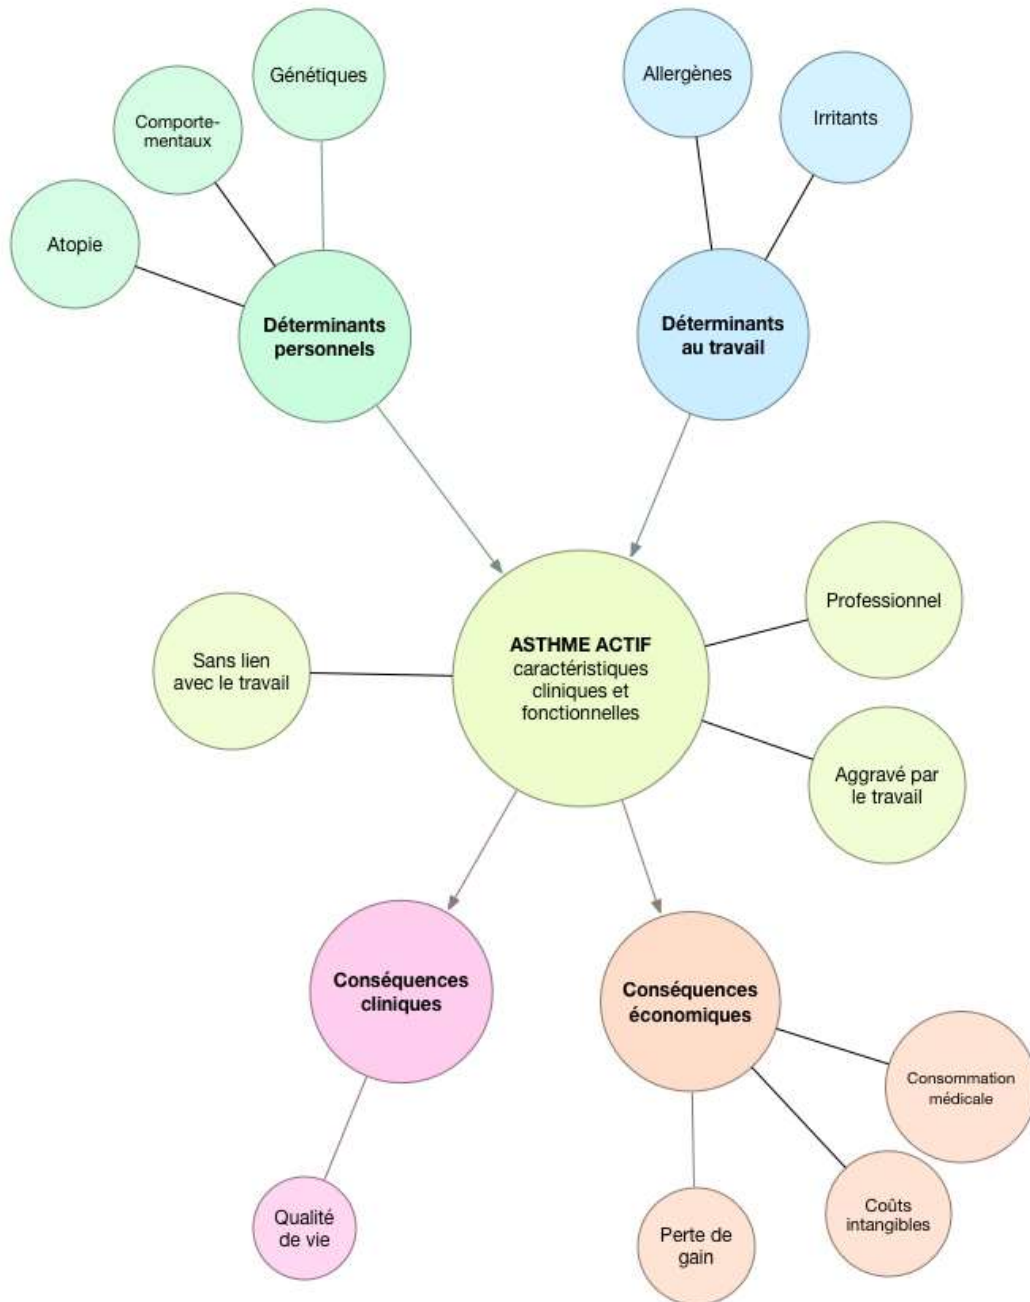 Génétiques
Comporte-
mentaux
Atopie
Déterminants
personnels
Allergènes
Irritants
Déterminants
au travail
ASTHME ACTIF
caractéristiques
cliniques et
fonctionnelles
Sans lien
avec le travail
Professionnel
Aggravé par
le travail
Conséquences
cliniques
Qualité
de vie
Conséquences
économiques
Consommation
médicale
Coûts
intangibles
Perte de
gain